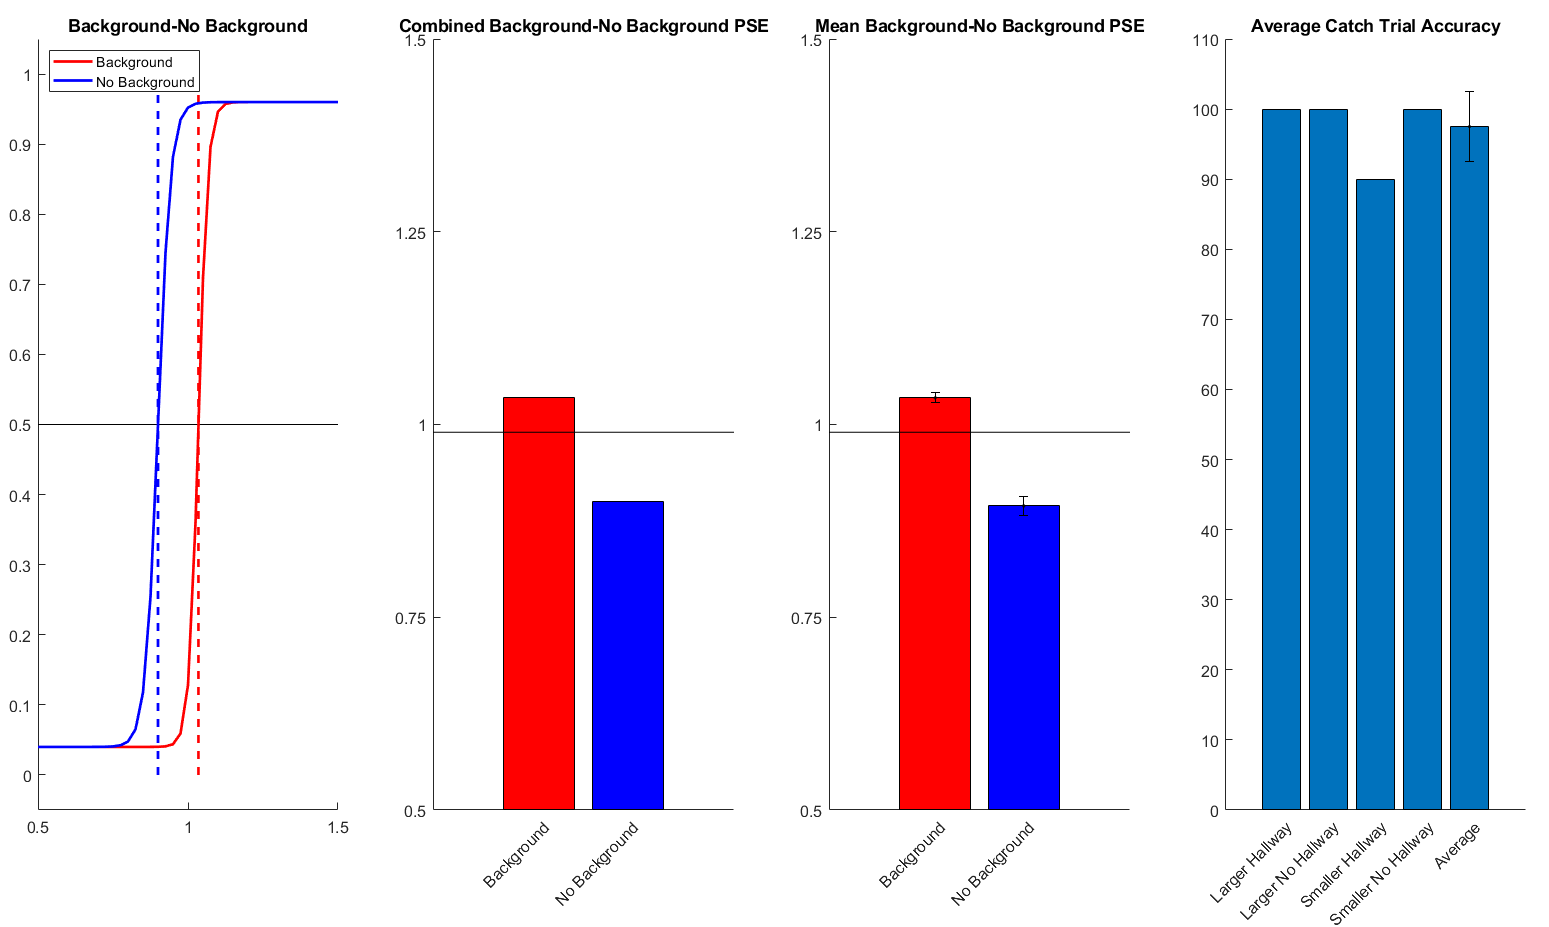 Background-No Background
Background
No Background
1
0.9
0.8
0.7
0.6
0.5
0.4
0.3
0.2
0.1
0
0.5
1
1.5
Combined Background-No Background PSE
1.5
1.25
1
0.75
0.5
Background
No Background
Mean Background-No Background PSE
1.5
1.25
1
0.75
0.5
Background
No Background
Average Catch Trial Accuracy
110
100
90
80
70
60
50
40
30
20
10
0
Larger Hallway
Larger No Hallway
Smaller Hallway
Smaller No Hallway
Average